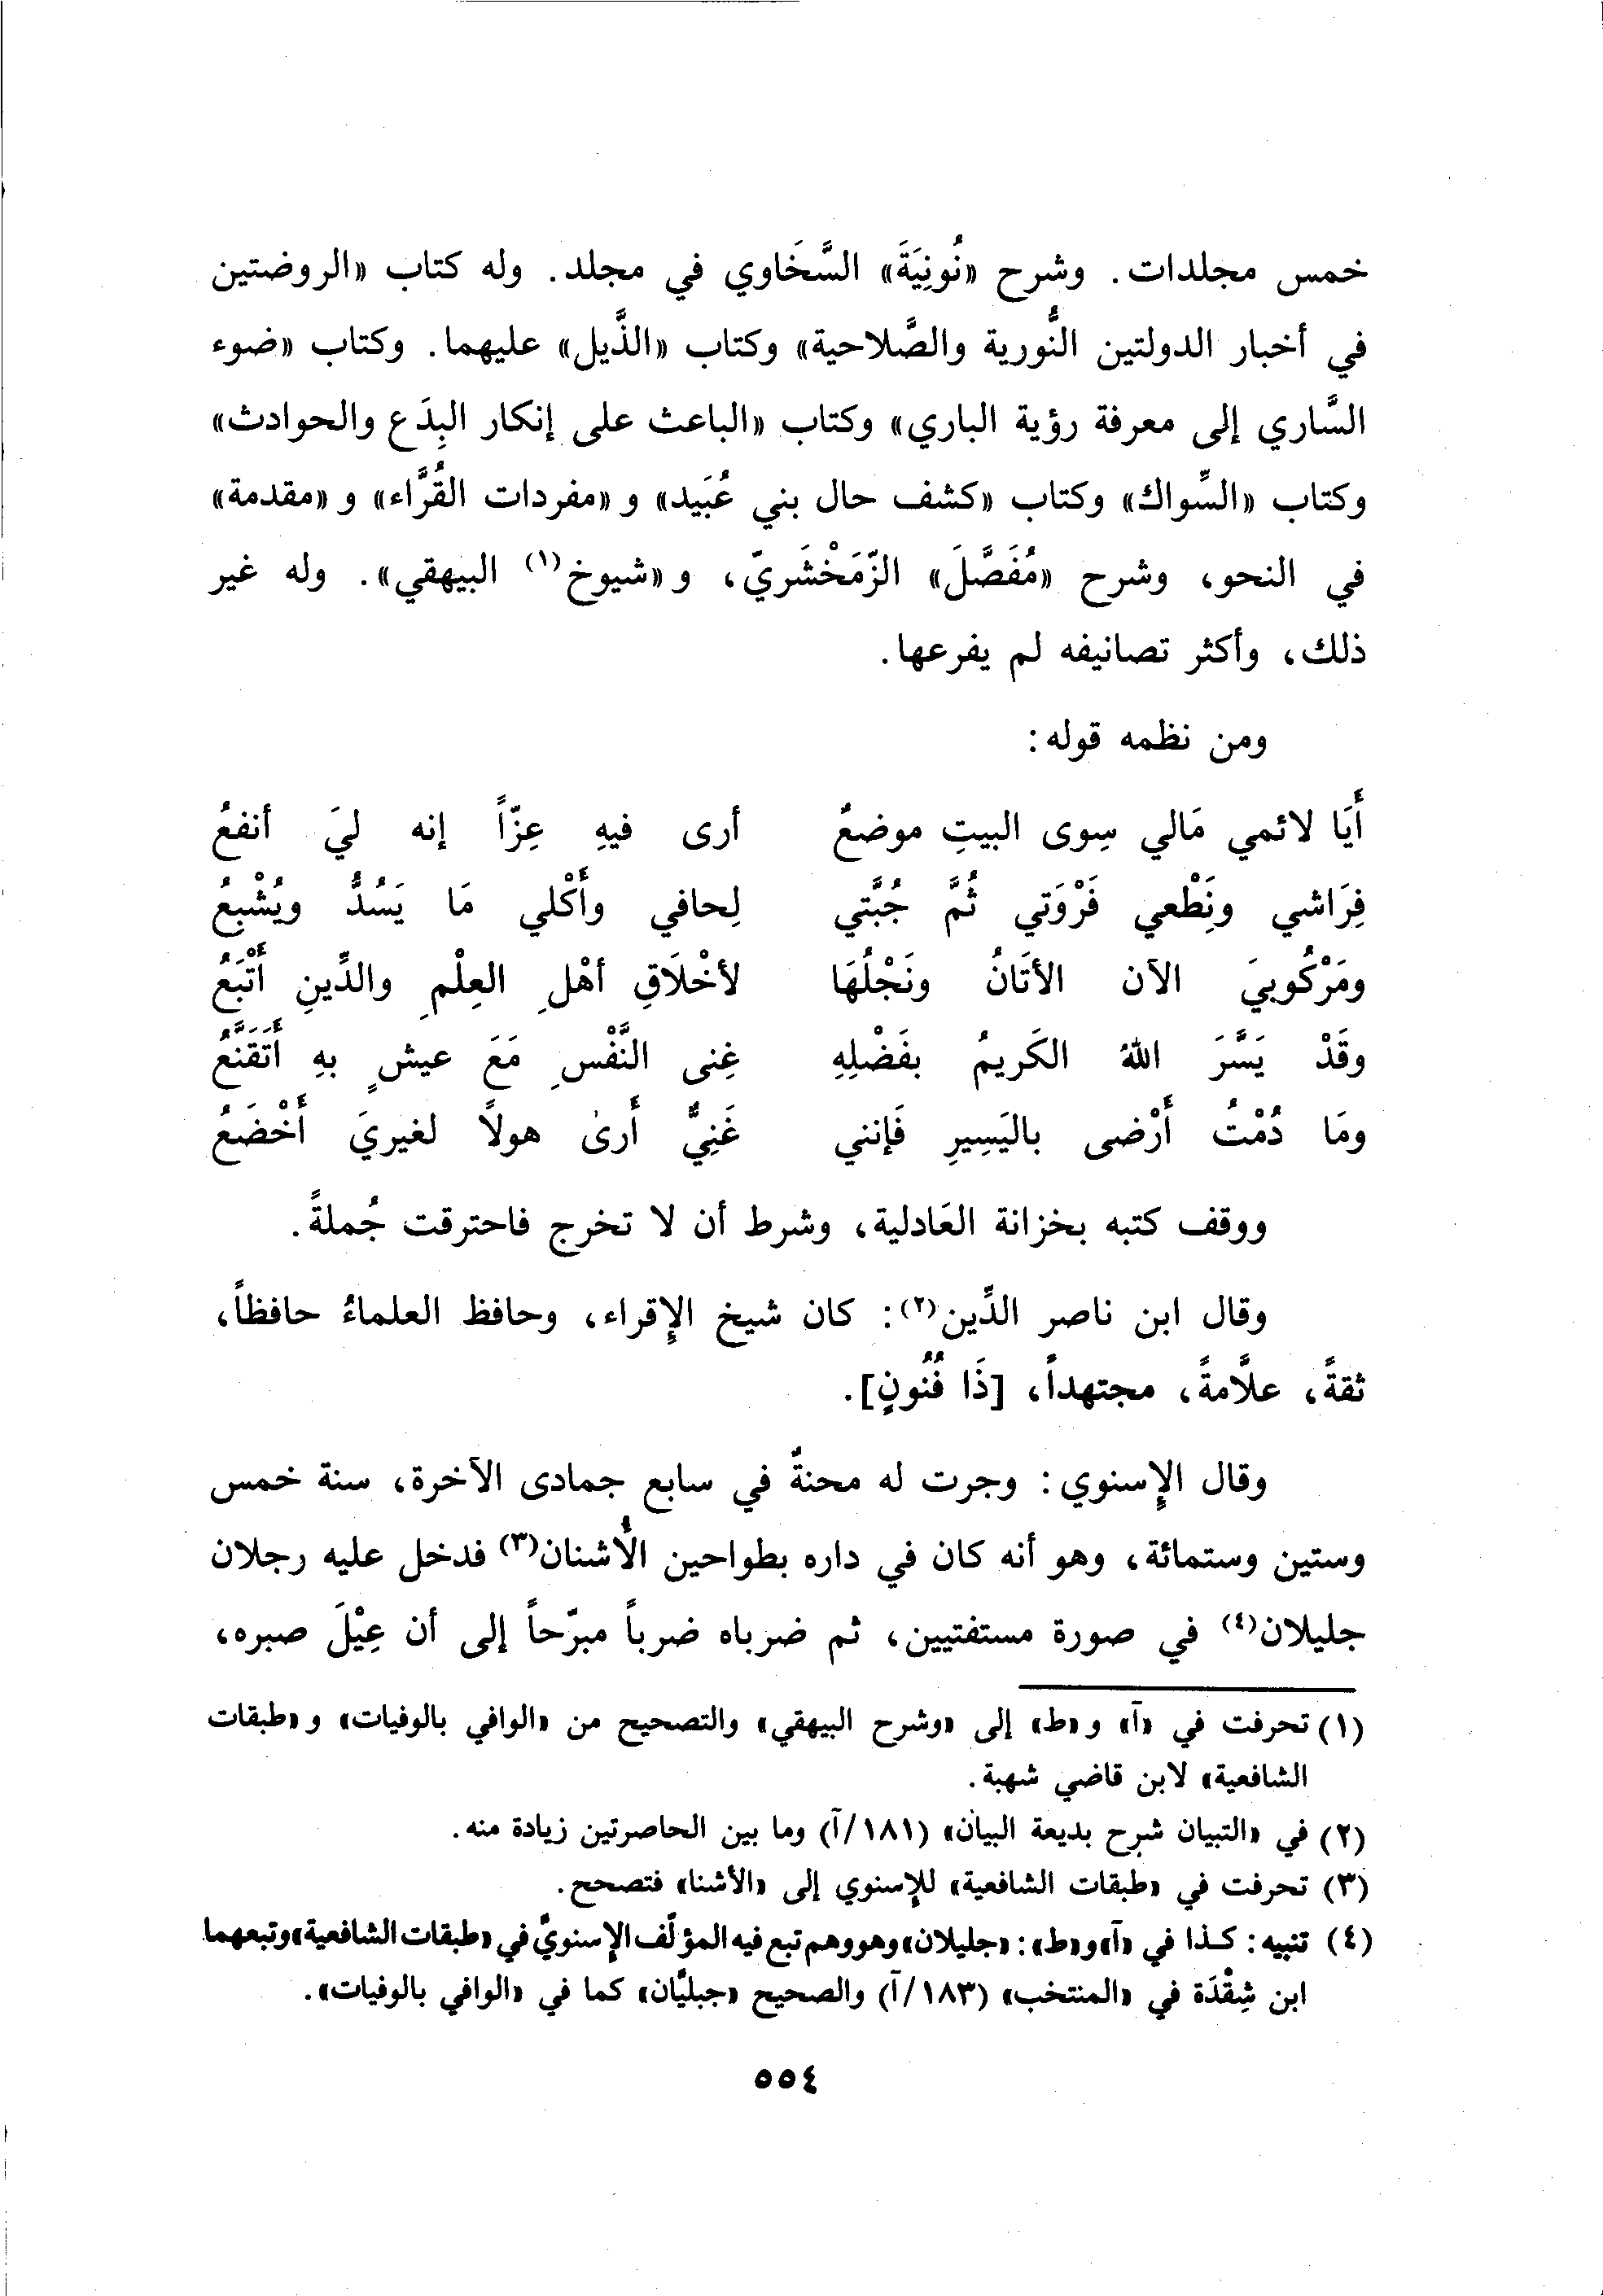 خمس مجلدات. وشرح «نُونِيَةَ» السَّخَاوي في مجلد. وله كتاب «الروضتين
في أخبار الدولتين النُّورية والصَّلاحية» وكتاب «الذَّيل» عليهما. وكتاب «ضوء
السَّاري إلى معرفة رؤية الباري» وكتاب «الباعث على إنكار البِدَع والحوادث»
وكتاب «السِّواك» وكتاب «كشف حال بني عُبَيد» و «مفردات القُرَّاء» و «مقدمة»
في النحو، وشرح «مُفَصَّلَ» الزّمَخْشَريّ، و «شيوخ(١) البيهقي». وله غير
ذلك، وأكثر تصانيفه لم يفرعها.
ومن نظمه قوله:
أَيَا لائمي مَالي سِوى البيتِ موضعٌ أرى فيهِ عِزّاً إنه ليَ أنفعُ
فِرَاشي ونَِطْعي فَرْوَتي ثُمَّ جُبَّتي لِحافي وأَكْلي مَا يَسُدُّ ويُشْبِعُ
ومَرْكُوبيَ الآن الأتَانُ ونَجْلُهَا لأخْلَاقِ أهْلِ العِلْمِ والدِّينِ أَتْبَعُ
وقَدْ يَسَّرَ اللهُ الكَريمُ بفَضْلِهِ غِنى النَّفْسِ مَعَ عيشٍ بهِ أَتَقَنَّعُ
ومَا دُمْتُ أَرْضى باليَسِيرِ فَإنني غَنِيٌّ أَرىٰ هولاً لغيريَ أَخْضَعُ
ووقف كتبه بخزانة العَادلية، وشرط أن لا تخرج فاحترقت جُملةً.
وقال ابن ناصر الدِّين(٢): كان شيخ الإقراء، وحافظ العلماءُ حافظاً،
ثقةً، علَّامةً، مجتهداً، [ذَا فُنُونٍ].
وقال الإسنوي: وجرت له محنةٌ في سابع جمادى الآخرة، سنة خمس
وستين وستمائة، وهو أنه كان في داره بطواحين الأُشنان(٣) فدخل عليه رجلان
جليلان(٤) في صورة مستفتيين، ثم ضرباه ضرباً مبرّحاً إلى أن عِيْلَ صبره،
(١) تحرفت في «آ» و «ط» إلى «وشرح البيهقي» والتصحيح من «الوافي بالوفيات» و «طبقات
الشافعية» لابن قاضي شهبة.
(٢) في «التبيان شرح بديعة البيان» (١٨١/آ) وما بين الحاصرتين زيادة منه.
(٣) تحرفت في «طبقات الشافعية» للإسنوي إلى «الأشنا» فتصحح.
(٤) تنبيه: كذا في «آ» و «ط»: «جليلان» وهو وهم تبع فيه المؤلّف الإسنويَّ في «طبقات الشافعية» وتبعهما
ابن شِقْدَة في «المنتخب» (١٨٣/آ) والصحيح «جبليَّان» كما في «الوافي بالوفيات».
٥٥٤